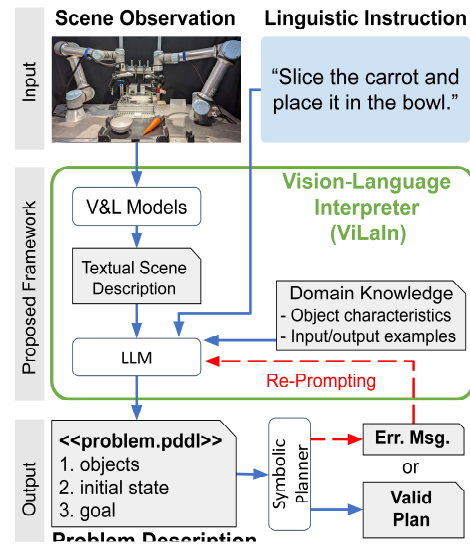 Scene Observation
Linguistic Instruction
Input
“Slice the carrot and
place it in the bowl.”
Proposed Framework
Vision-Language
Interpreter
(ViLaIn)
V&L Models
Textual Scene
Description
Domain Knowledge
- Object characteristics
- Input/output examples
LLM
Re-Prompting
Output
<<problem.pddl>>
1. objects
2. initial state
3. goal
Symbolic
Planner
Err. Msg.
or
Valid
Plan
Problem Description